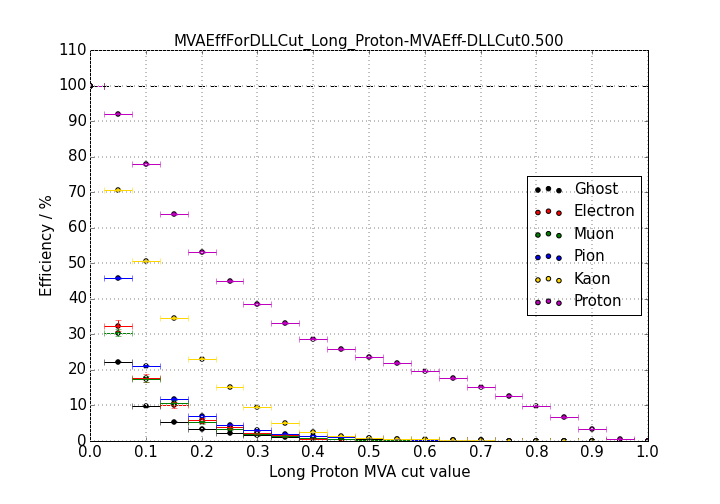 MVAEffForDLLCut_Long_Proton-MVAEff-DLLCut0.500
110
100
90
80
70
60
50
40
30
20
10
0
Efficiency / %
Ghost
Electron
Muon
Pion
Kaon
Proton
0.0 0.1 0.2 0.3 0.4 0.5 0.6 0.7 0.8 0.9 1.0
Long Proton MVA cut value